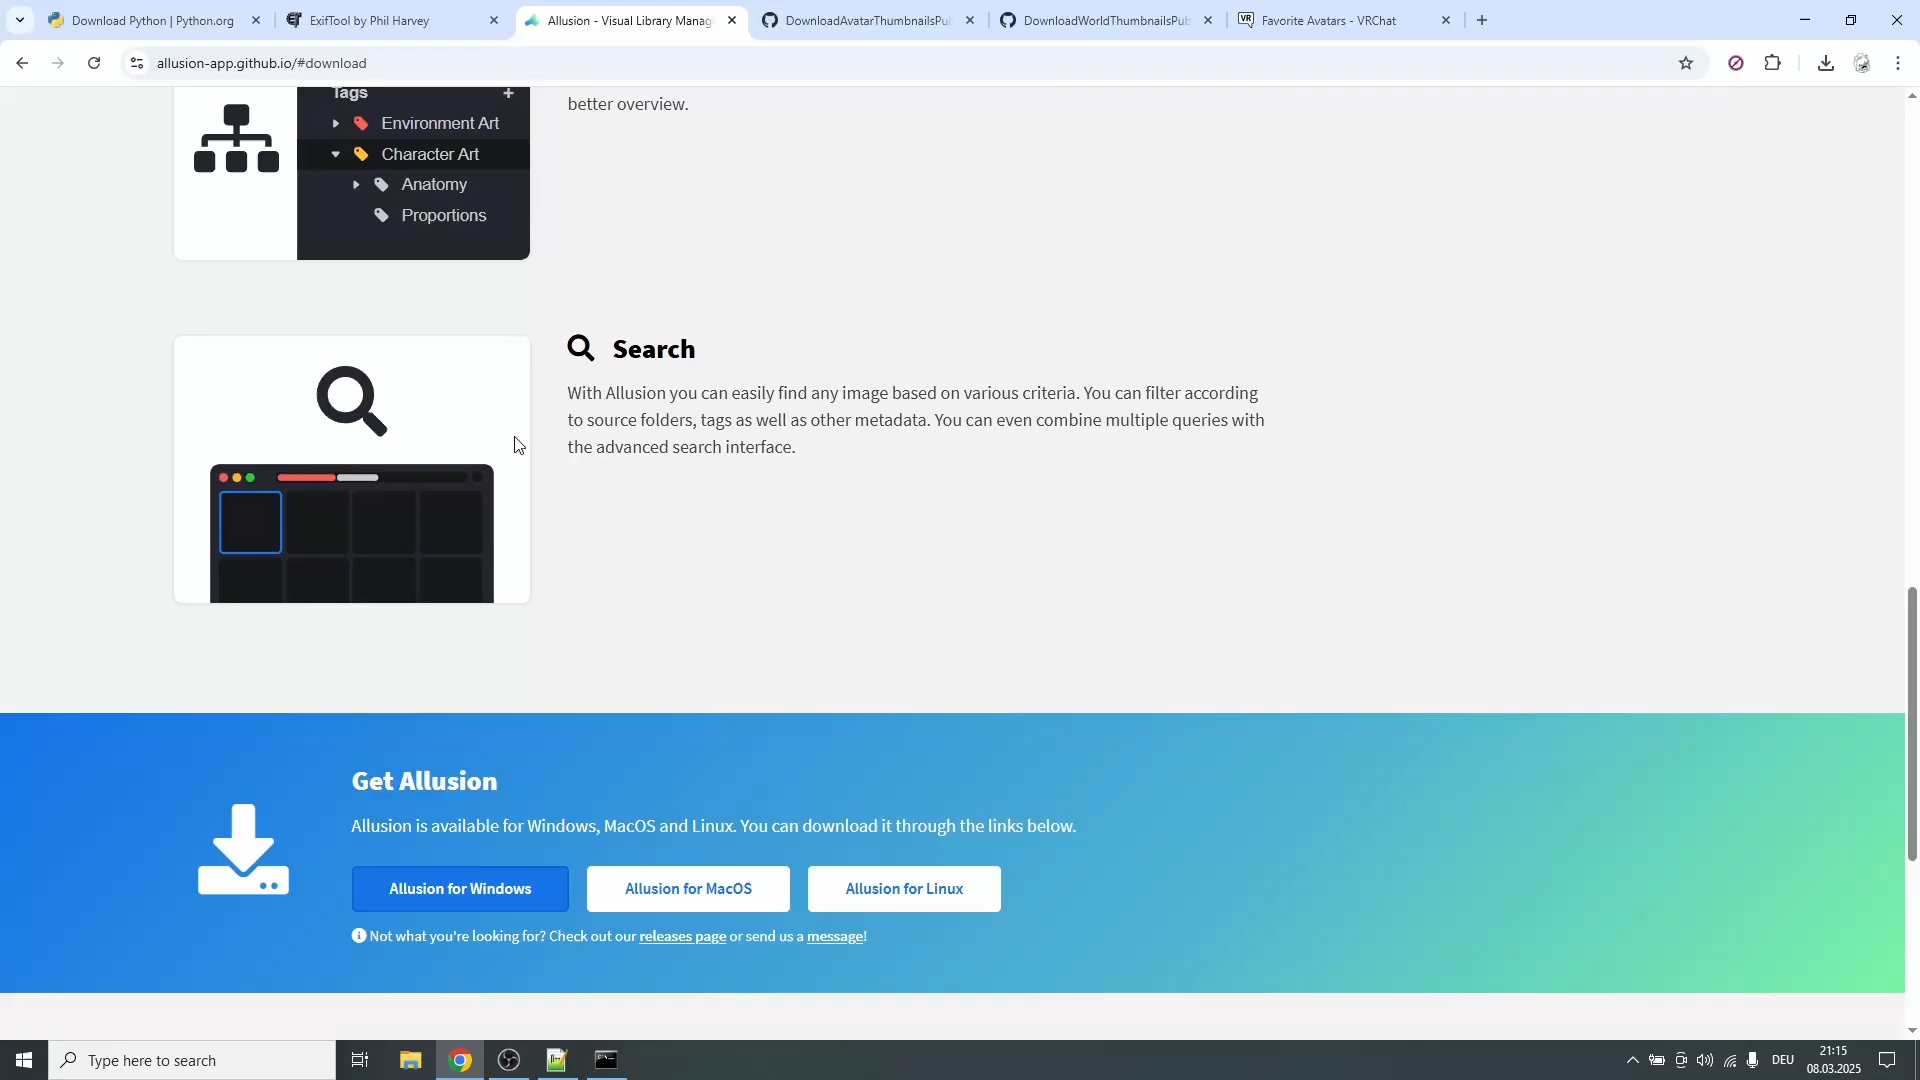 Download Python | Python.org
ExifTool by Phil Harvey
Allusion - Visual Library Manag
DownloadAvatarThumbnailsPu
DownloadWorldThumbnailsPub
VR
Favorite Avatars - VRChat
allusion-app.github.io/#download
Tags +
Environment Art
Character Art
Anatomy
Proportions
better overview.
Search
With Allusion you can easily find any image based on various criteria. You can filter according
to source folders, tags as well as other metadata. You can even combine multiple queries with
the advanced search interface.
Get Allusion
Allusion is available for Windows, MacOS and Linux. You can download it through the links below.
Allusion for Windows
Allusion for MacOS
Allusion for Linux
Not what you're looking for? Check out our releases page or send us a message!
Type here to search
DEU
21:15
08.03.2025